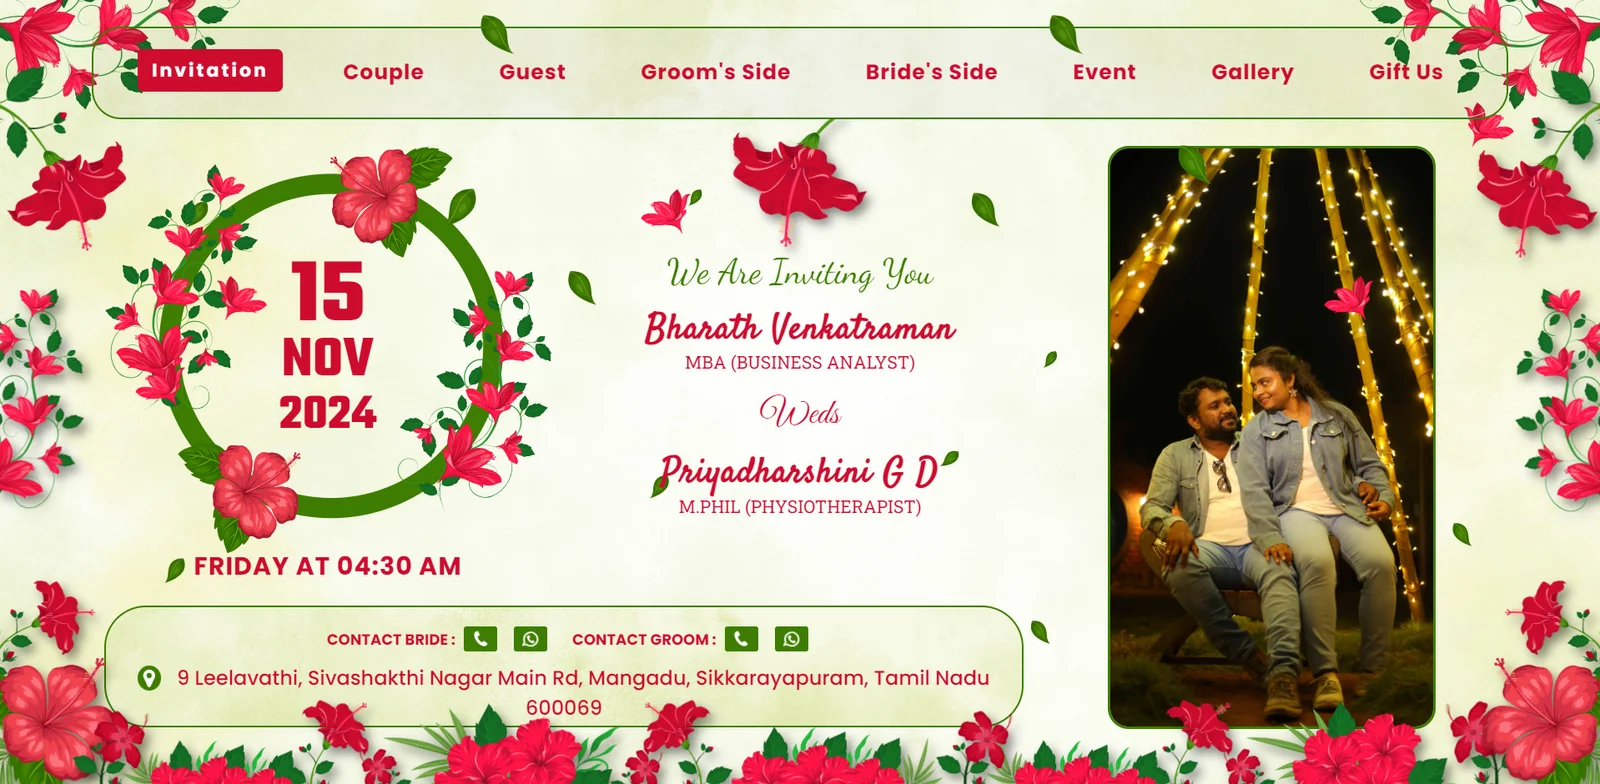 Invitation Couple Guest Groom's Side Bride's Side Event Gallery Gift Us
15
NOV
2024
FRIDAY AT 04:30 AM
We Are Inviting You
Bharath Venkatraman
MBA (BUSINESS ANALYST)
Weds
Priyadharshini G D
M.PHIL (PHYSIOTHERAPIST)
CONTACT BRIDE : CONTACT GROOM :
9 Leelavathi, Sivashakthi Nagar Main Rd, Mangadu, Sikkarayapuram, Tamil Nadu
600069